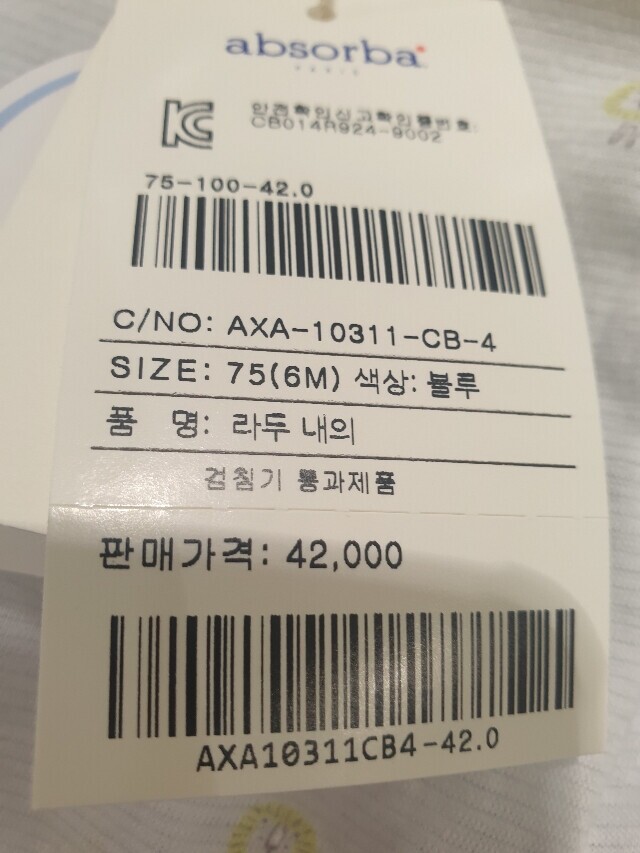 absorba
PARIS
안전확인신고확인증번호:
CB014R924-9002
75-100-42.0
C/NO: AXA-10311-CB-4
SIZE: 75(6M) 색상: 블루
품 명: 라두 내의
검침기 통과제품
판매가격: 42,000
AXA10311CB4-42.0